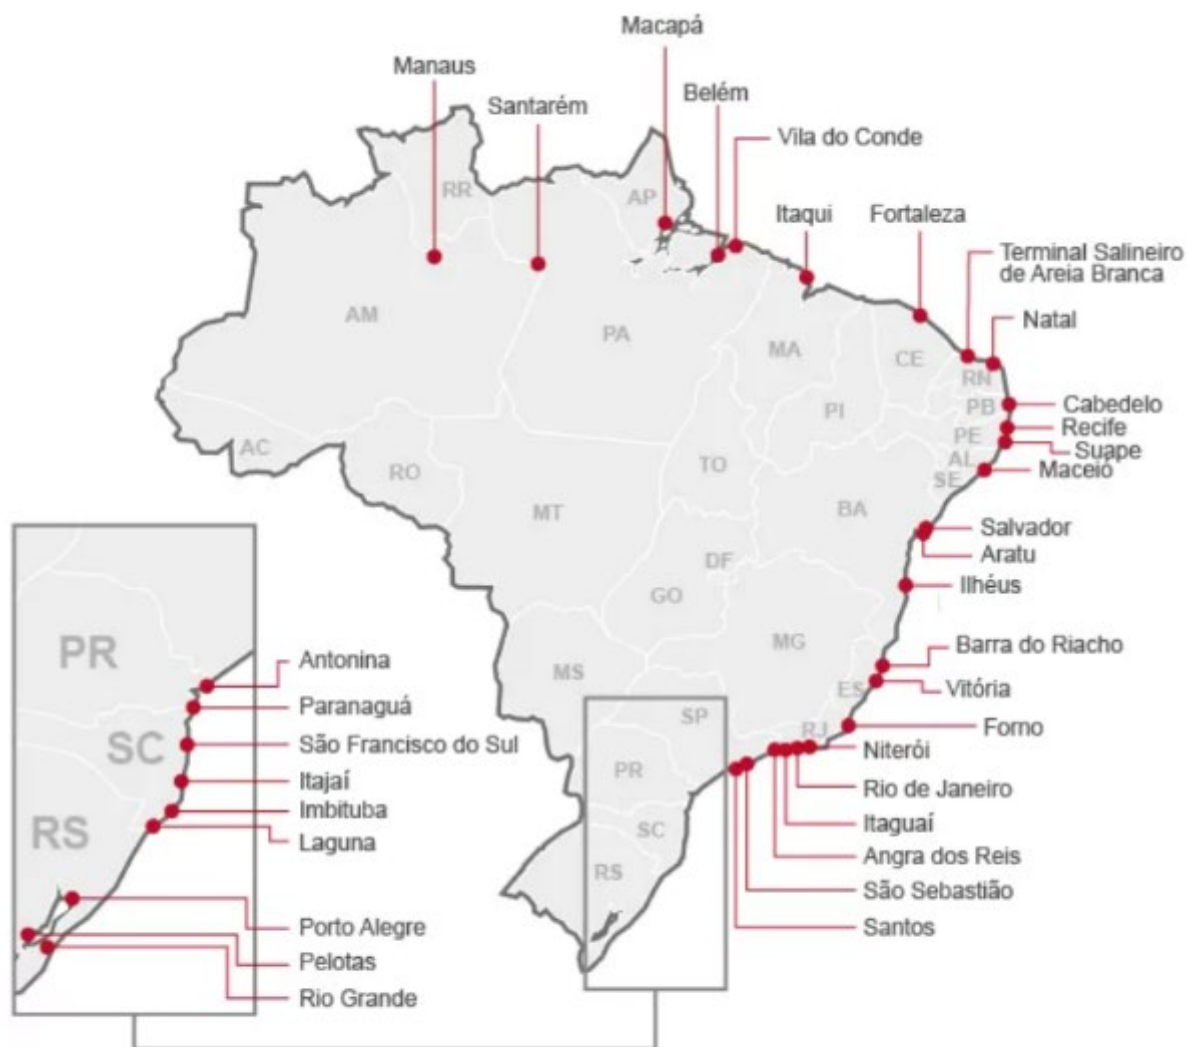 Macapá
Manaus
Belém
Santarém
Vila do Conde
RR
AP
Itaqui
Fortaleza
Terminal Salineiro
de Areia Branca
Natal
AM
PA
MA
CE
RN
PI
PB
Cabedelo
Recife
PE
Suape
AL
Maceió
SE
AC
RO
TO
MT
BA
Salvador
Aratu
DF
Ilhéus
GO
MG
Barra do Riacho
MS
ES
Vitória
SP
RJ
Forno
Niterói
PR
Rio de Janeiro
Itaguaí
SC
Angra dos Reis
RS
São Sebastião
Santos
PR
Antonina
Paranaguá
SC
São Francisco do Sul
Itajaí
Imbituba
RS
Laguna
Porto Alegre
Pelotas
Rio Grande